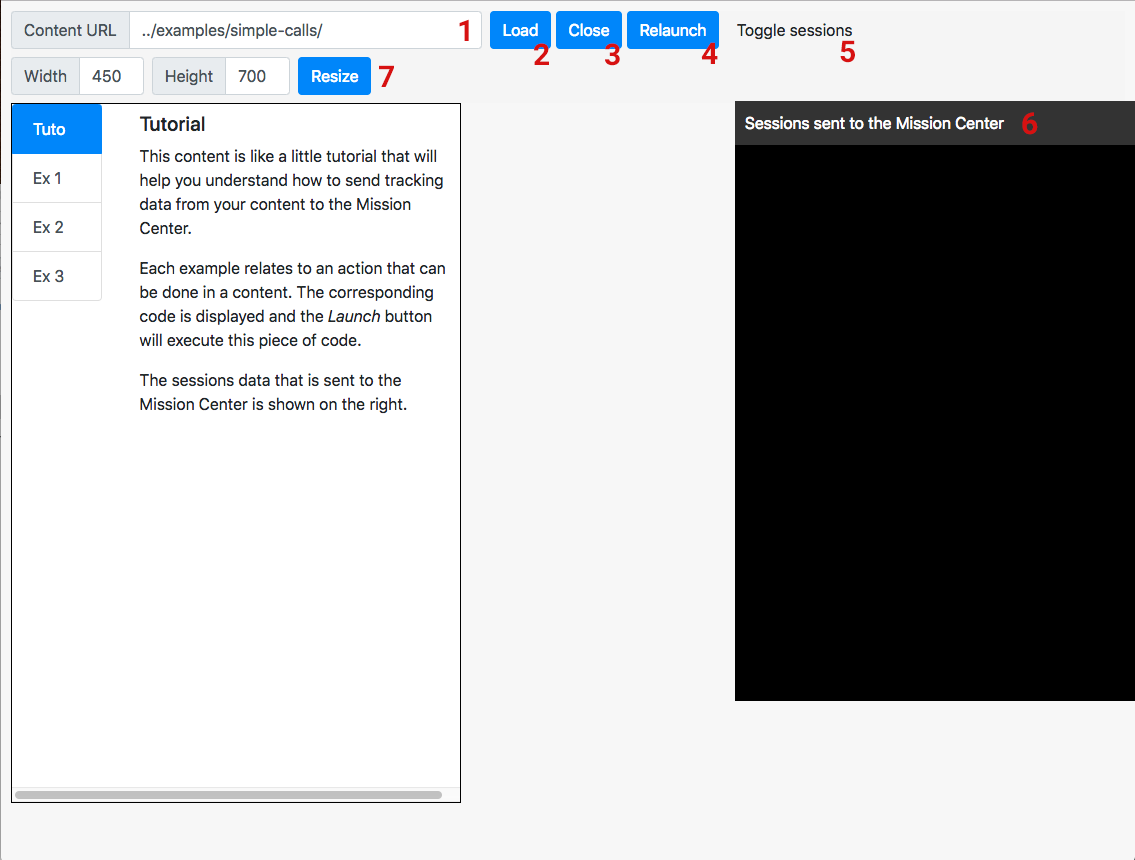 Content URL ../examples/simple-calls/ 1 Load Close Relaunch Toggle sessions
2 3 4 5
Width 450 Height 700 Resize 7
Tuto
Ex 1
Ex 2
Ex 3
Tutorial
This content is like a little tutorial that will
help you understand how to send tracking
data from your content to the Mission
Center.
Each example relates to an action that can
be done in a content. The corresponding
code is displayed and the Launch button
will execute this piece of code.
The sessions data that is sent to the
Mission Center is shown on the right.
Sessions sent to the Mission Center 6